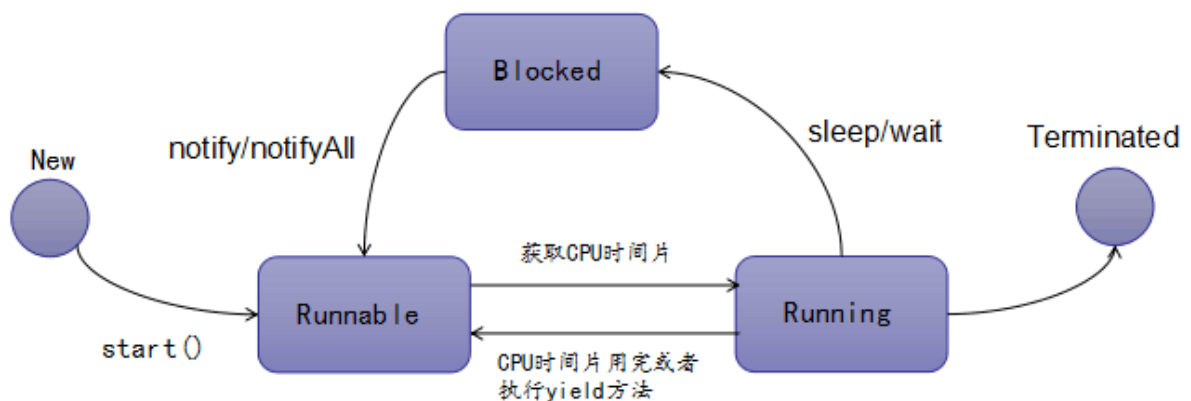 Blocked
sleep/wait
Terminated
notify/notifyAll
New
获取CPU时间片
Runnable
Running
start()
CPU时间片用完或者
执行yield方法